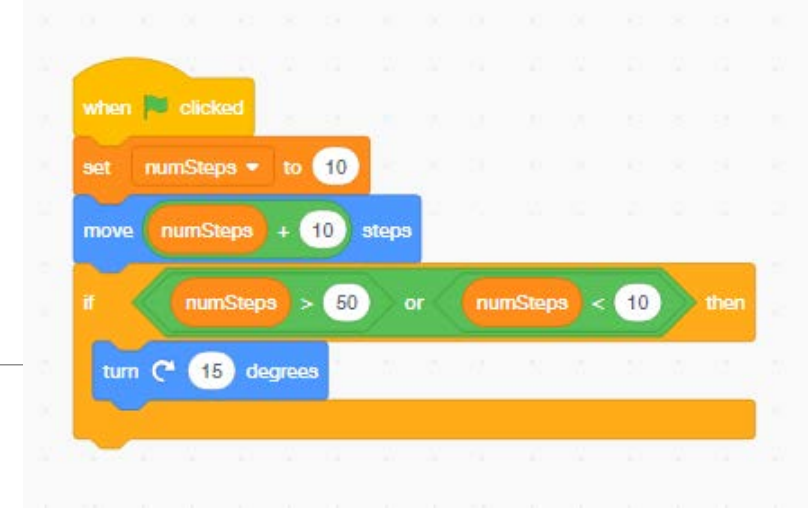 when clicked
set numSteps to 10
move numSteps + 10 steps
if numSteps > 50 or numSteps < 10 then
turn 15 degrees